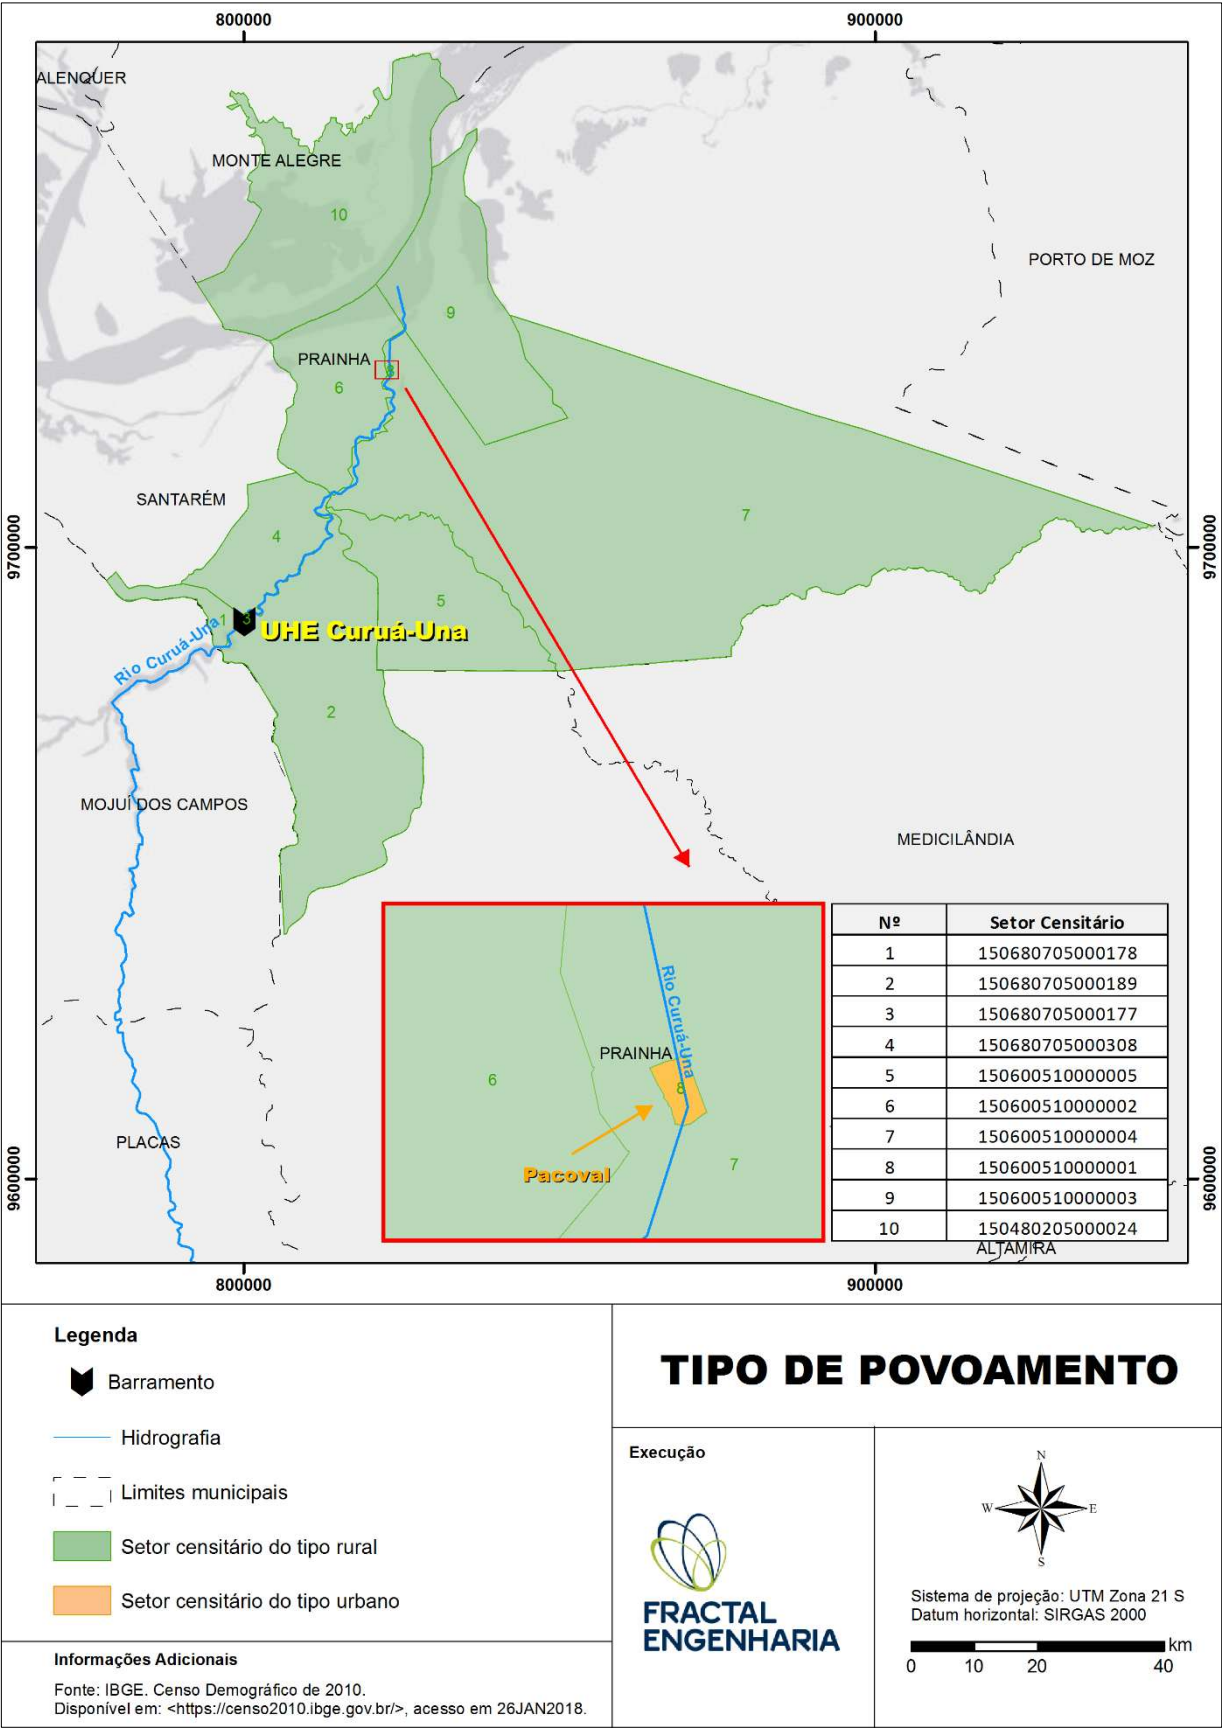 800000
900000
ALENQUER
MONTE ALEGRE
10
PORTO DE MOZ
9
PRAINHA
8
6
SANTARÉM
7
4
9700000
9700000
5
1
3
UHE Curuá-Una
Rio Curuá-Una
2
MOJUÍ DOS CAMPOS
MEDICILÂNDIA
Nº Setor Censitário
1 150680705000178
2 150680705000189
3 150680705000177
4 150680705000308
5 150600510000005
6 150600510000002
7 150600510000004
8 150600510000001
9 150600510000003
10 150480205000024
Rio Curuá-Una
PRAINHA
6
8
7
Pacoval
PLACAS
9600000
9600000
ALTAMIRA
800000
900000
Legenda
Barramento
Hidrografia
Limites municipais
Setor censitário do tipo rural
Setor censitário do tipo urbano
Informações Adicionais
Fonte: IBGE. Censo Demográfico de 2010.
Disponível em: <https://censo2010.ibge.gov.br/>, acesso em 26JAN2018.
TIPO DE POVOAMENTO
Execução
FRACTAL
ENGENHARIA
N
W
E
S
Sistema de projeção: UTM Zona 21 S
Datum horizontal: SIRGAS 2000
km
0 10 20 40